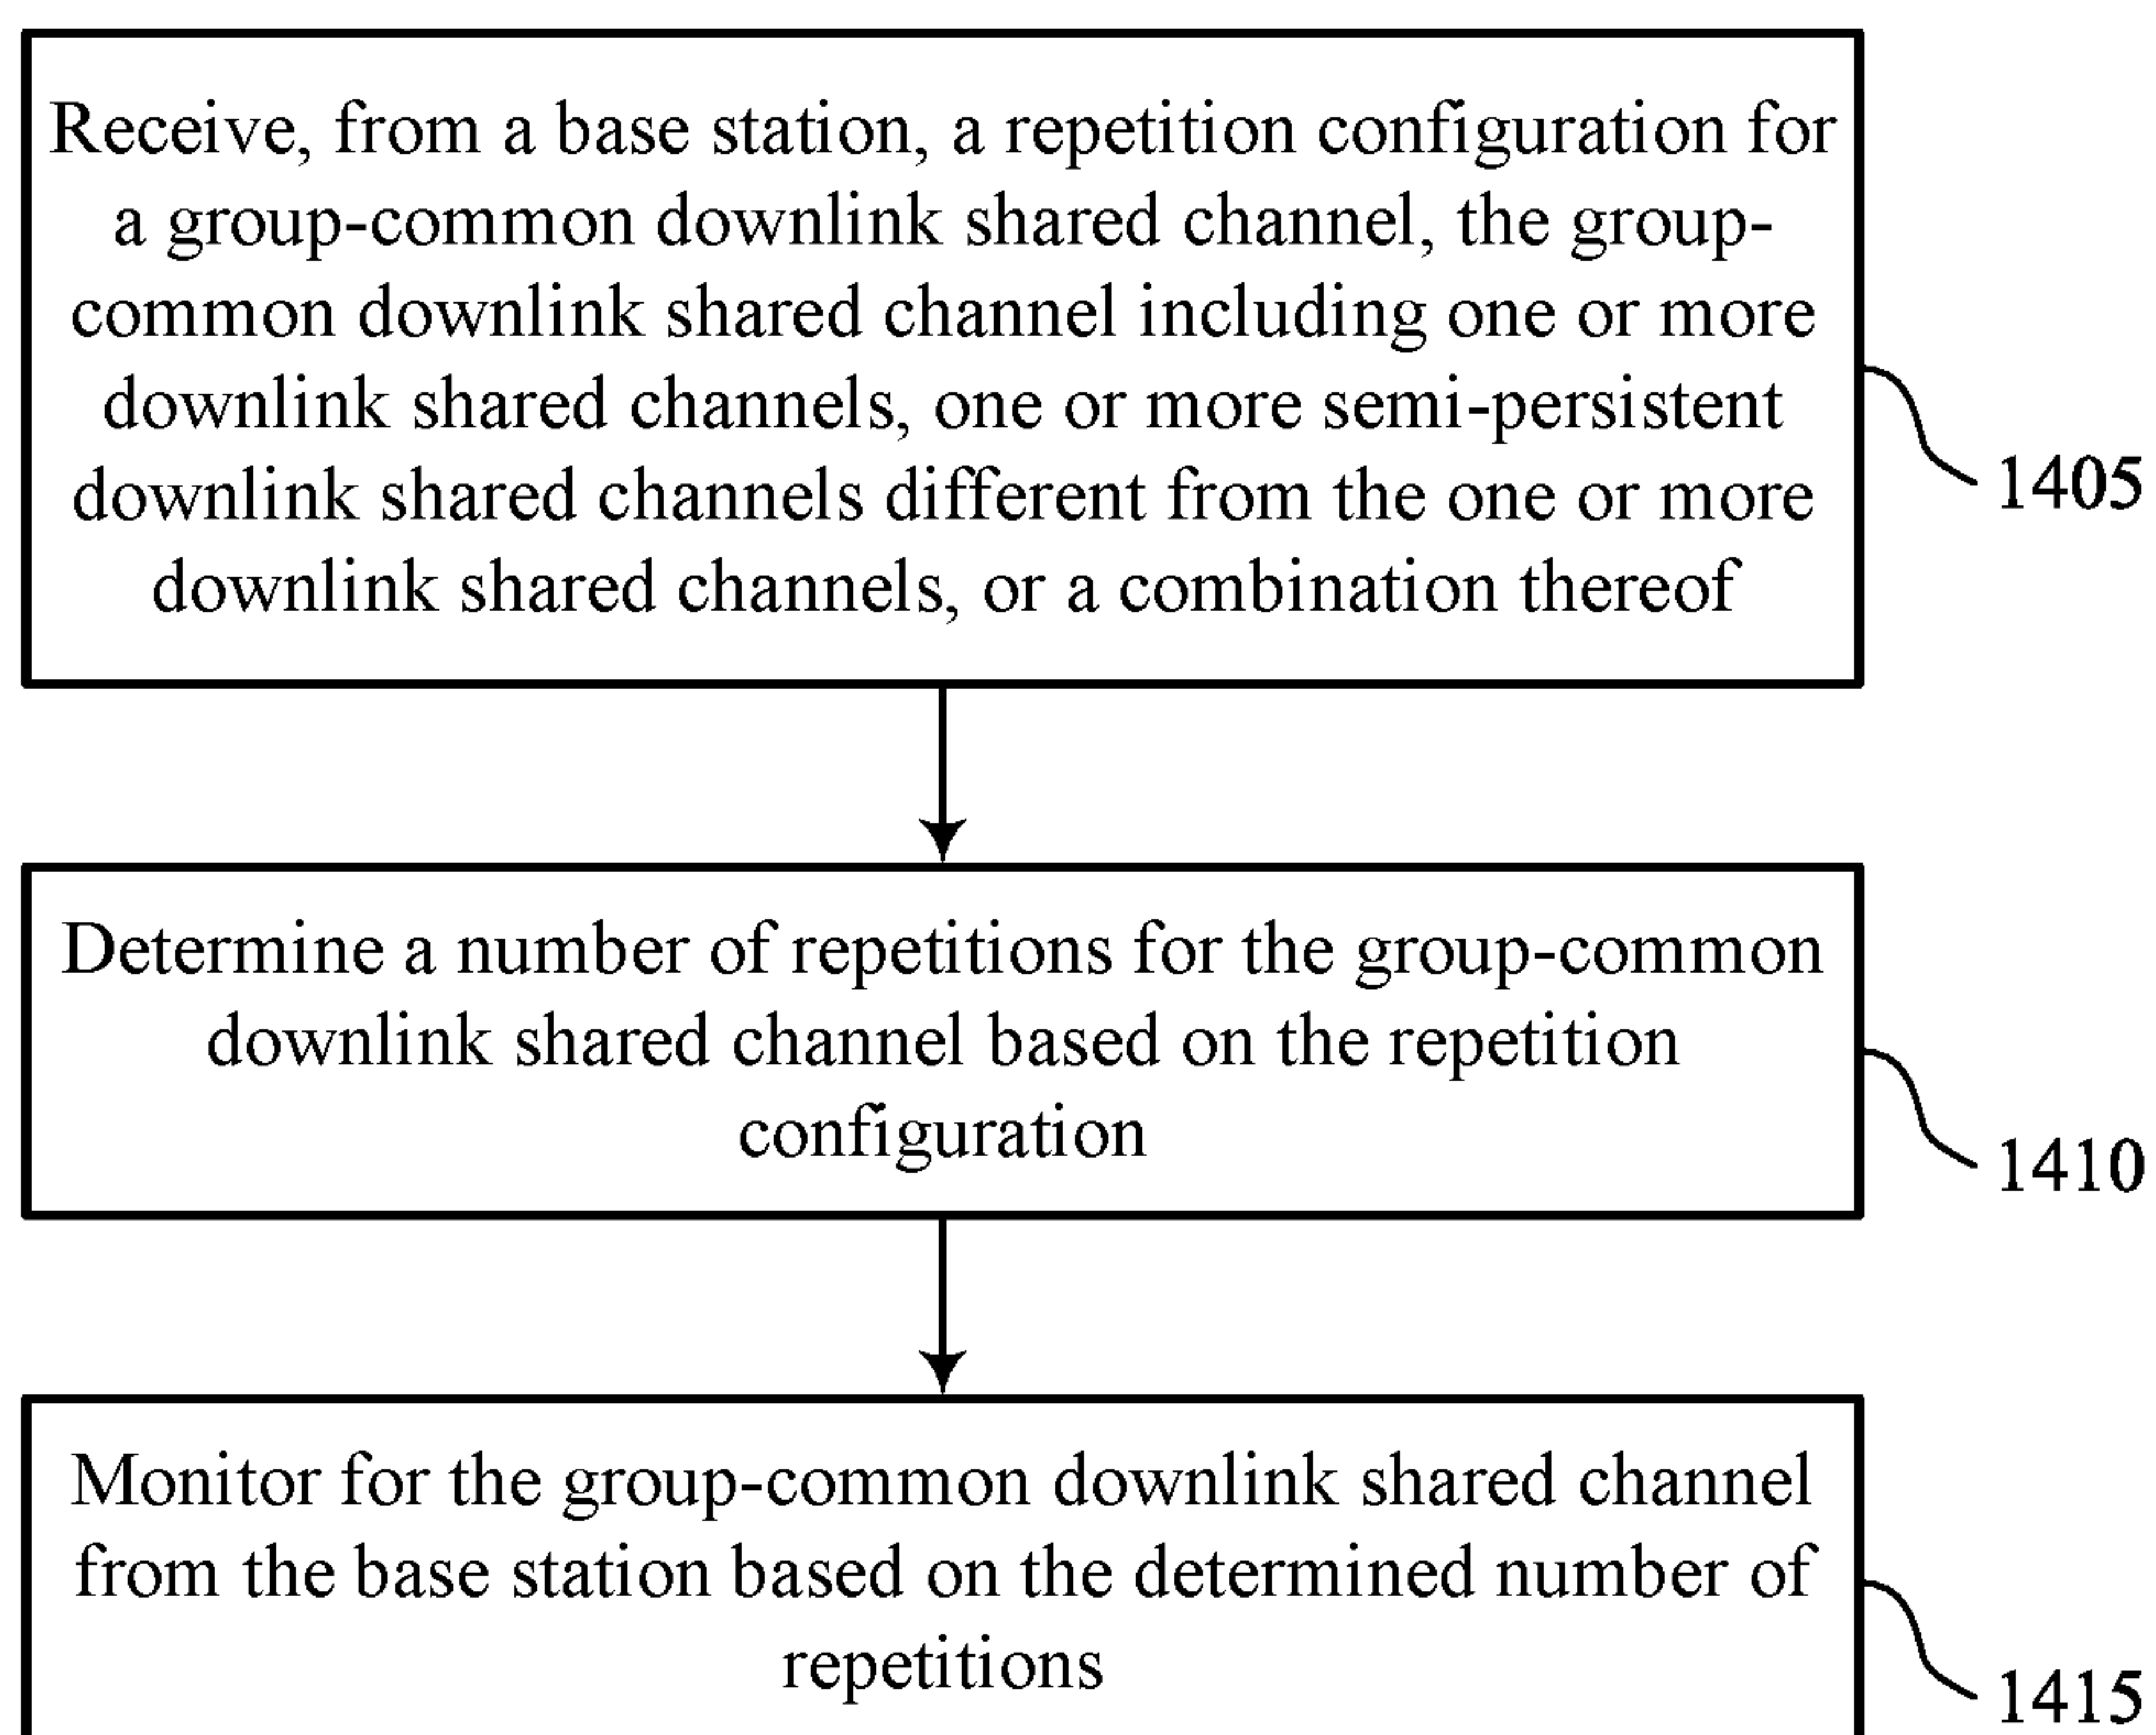 Receive, from a base station, a repetition configuration for
a group-common downlink shared channel, the group-
common downlink shared channel including one or more
downlink shared channels, one or more semi-persistent
downlink shared channels different from the one or more
downlink shared channels, or a combination thereof
1405
Determine a number of repetitions for the group-common
downlink shared channel based on the repetition
configuration
1410
Monitor for the group-common downlink shared channel
from the base station based on the determined number of
repetitions
1415